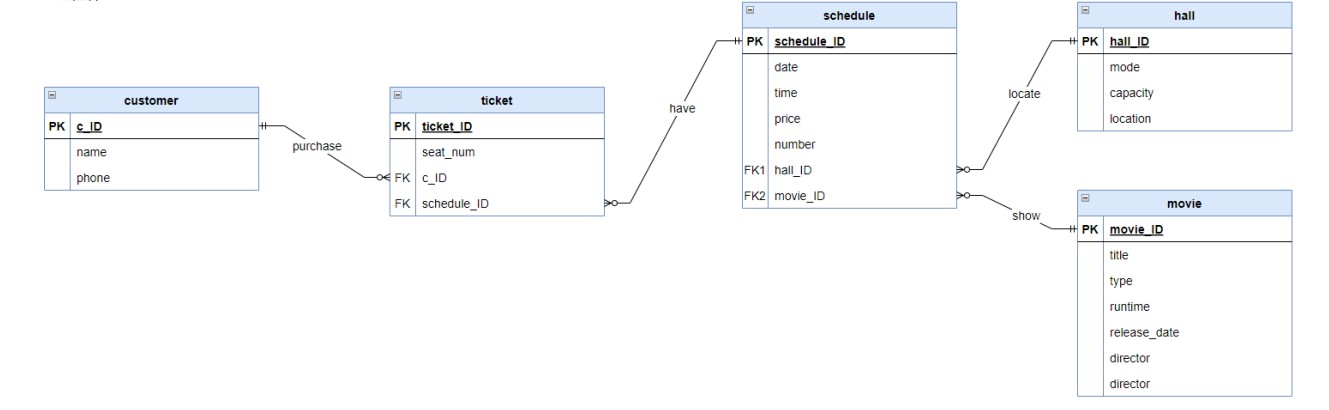 customer
PK c_ID
name
phone
purchase
ticket
PK ticket_ID
seat_num
FK c_ID
FK schedule_ID
have
schedule
PK schedule_ID
date
time
price
number
FK1 hall_ID
FK2 movie_ID
locate
show
hall
PK hall_ID
mode
capacity
location
movie
PK movie_ID
title
type
runtime
release_date
director
director